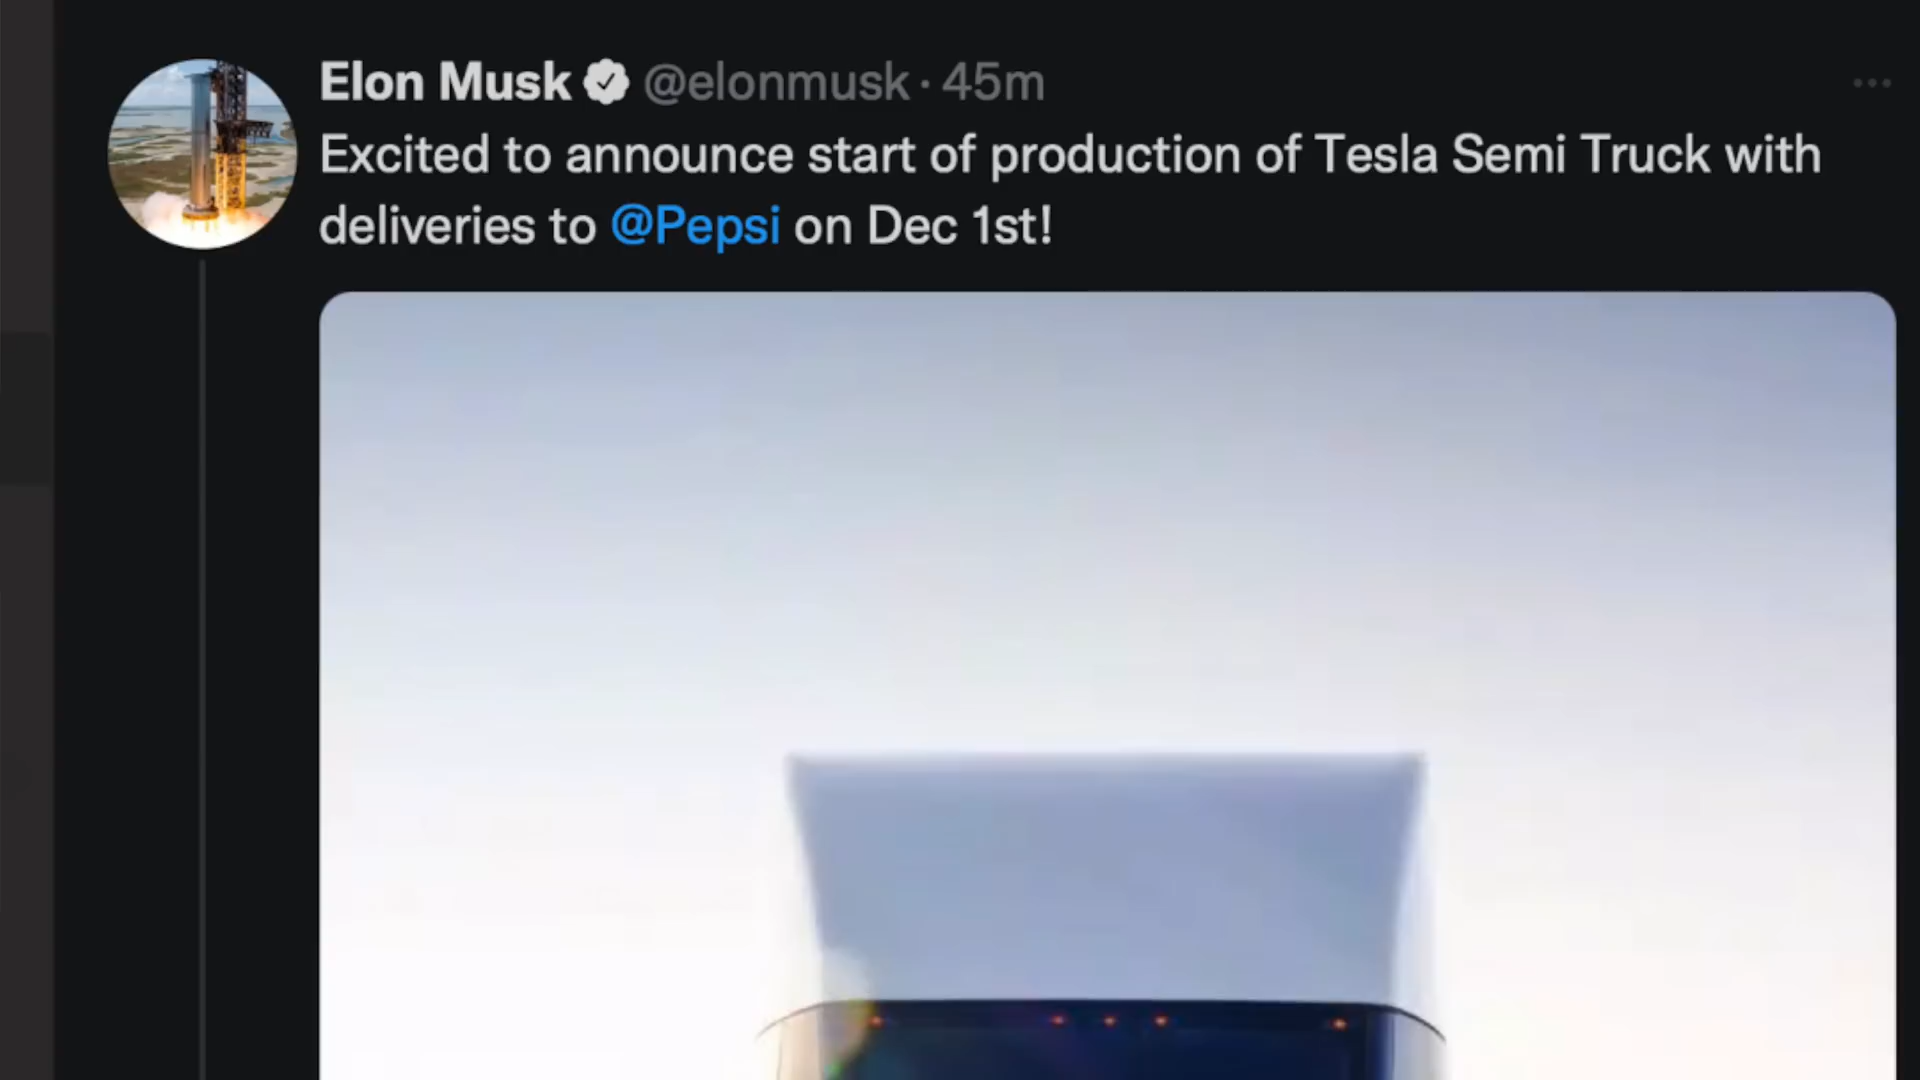 Elon Musk @elonmusk · 45m
Excited to announce start of production of Tesla Semi Truck with
deliveries to @Pepsi on Dec 1st!